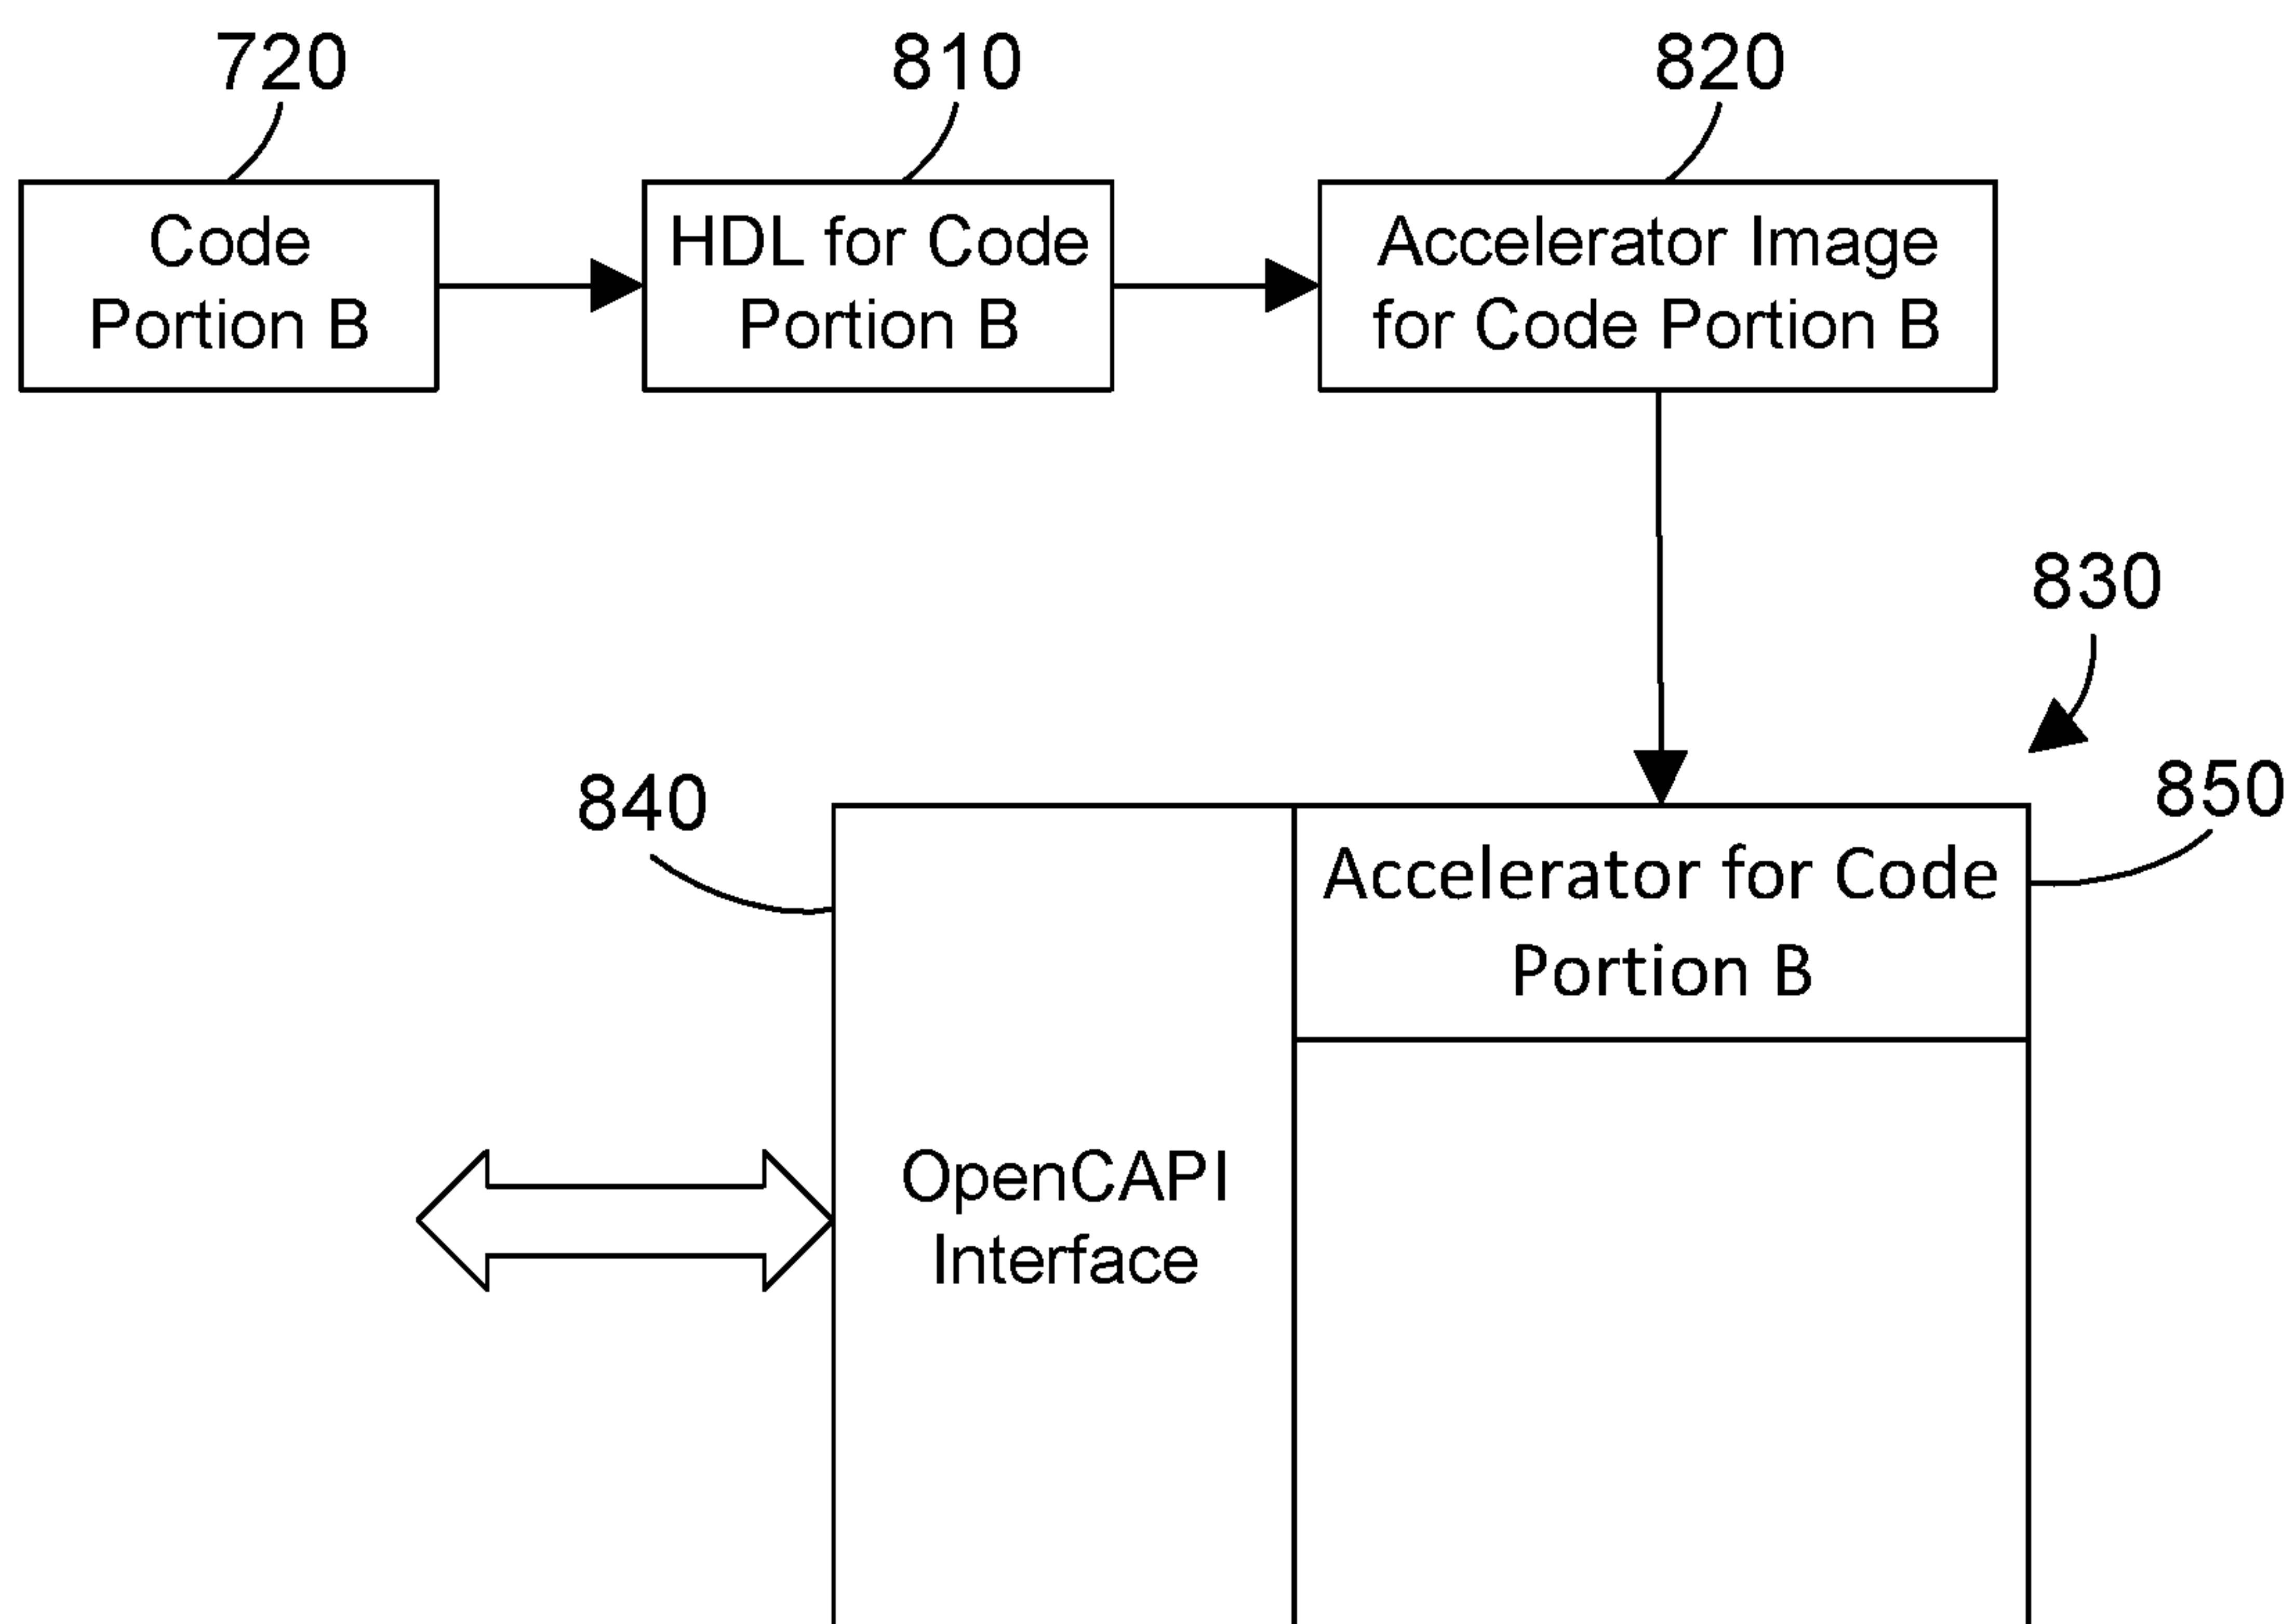 720
810
820
Code
Portion B
HDL for Code
Portion B
Accelerator Image
for Code Portion B
830
840
850
Accelerator for Code
Portion B
OpenCAPI
Interface